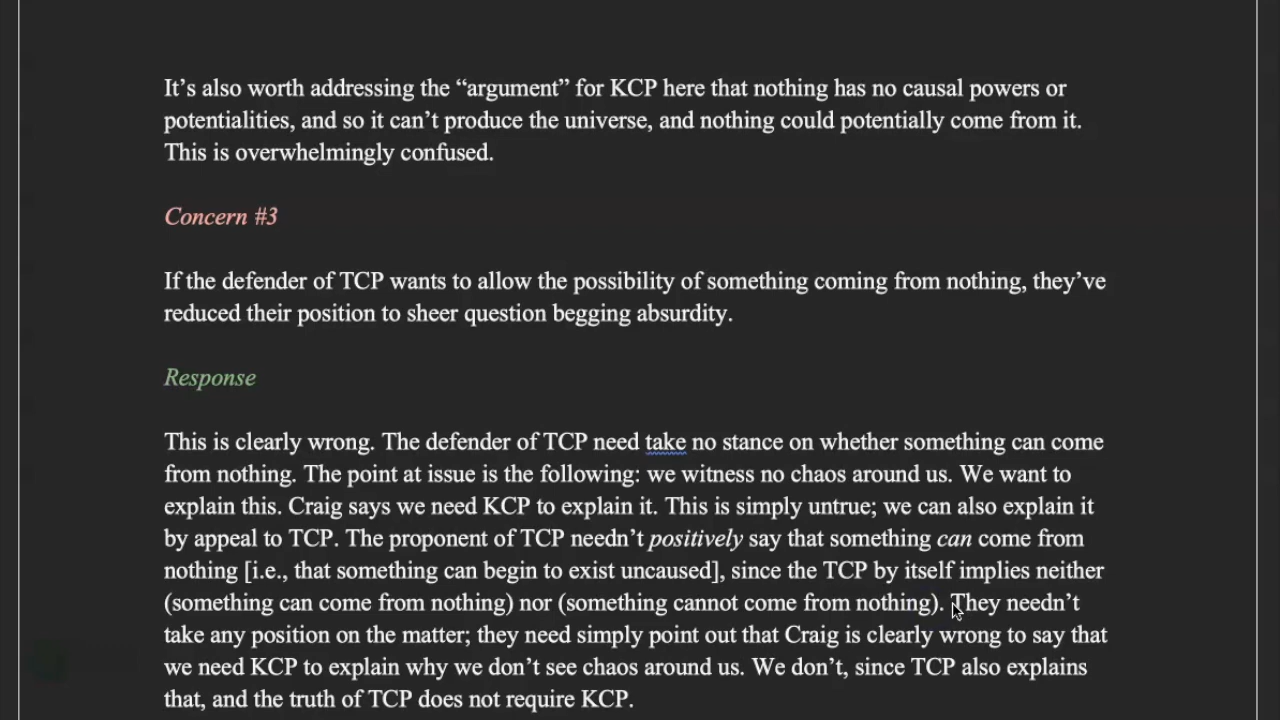 It’s also worth addressing the “argument” for KCP here that nothing has no causal powers or
potentialities, and so it can’t produce the universe, and nothing could potentially come from it.
This is overwhelmingly confused.
Concern #3
If the defender of TCP wants to allow the possibility of something coming from nothing, they’ve
reduced their position to sheer question begging absurdity.
Response
This is clearly wrong. The defender of TCP need take no stance on whether something can come
from nothing. The point at issue is the following: we witness no chaos around us. We want to
explain this. Craig says we need KCP to explain it. This is simply untrue; we can also explain it
by appeal to TCP. The proponent of TCP needn’t positively say that something can come from
nothing [i.e., that something can begin to exist uncaused], since the TCP by itself implies neither
(something can come from nothing) nor (something cannot come from nothing). They needn’t
take any position on the matter; they need simply point out that Craig is clearly wrong to say that
we need KCP to explain why we don’t see chaos around us. We don’t, since TCP also explains
that, and the truth of TCP does not require KCP.